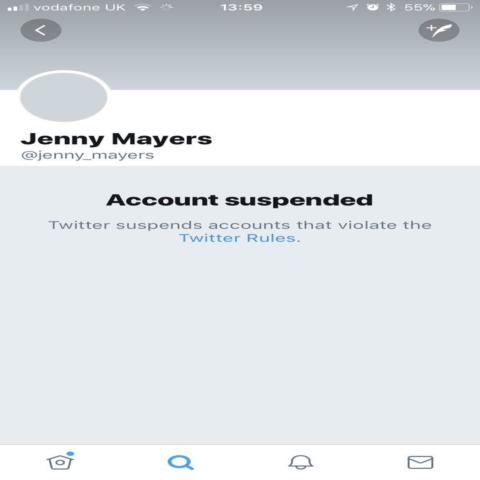 vodafone UK 13:59 55%
Jenny Mayers
@jenny_mayers
Account suspended
Twitter suspends accounts that violate the
Twitter Rules.